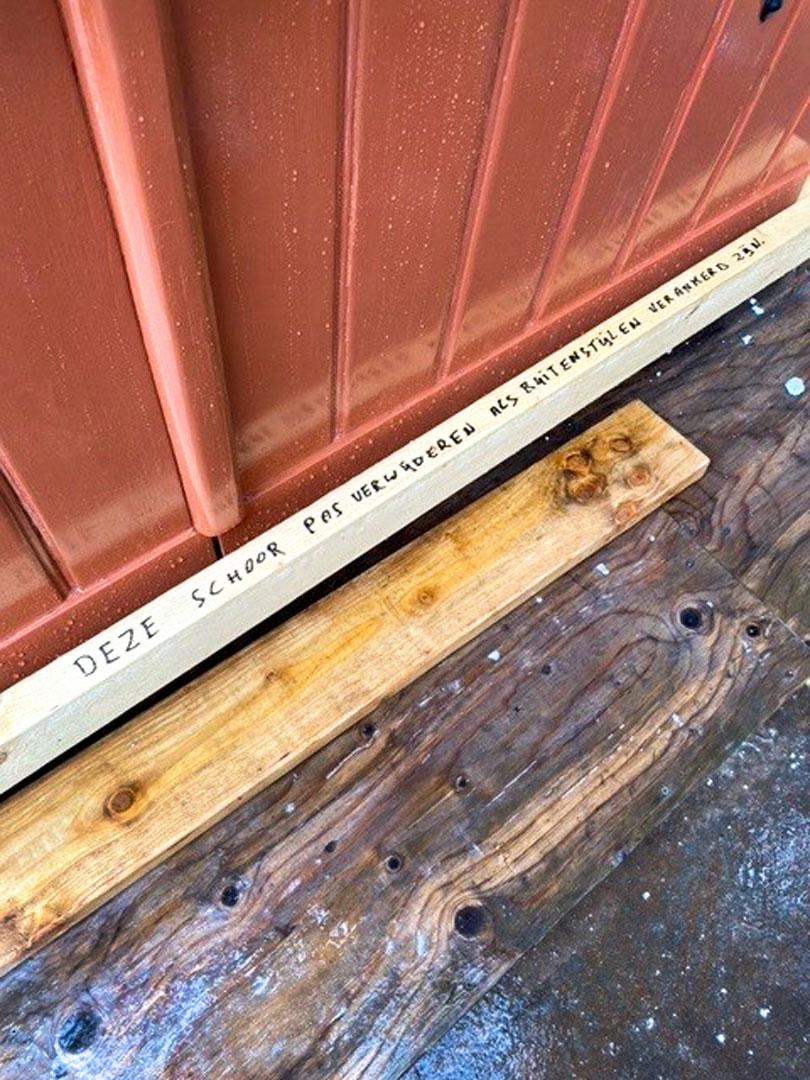 DEZE SCHOOR PAS VERWIJDEREN ALS BUITENSTIJLEN VERANKERD ZIJN.